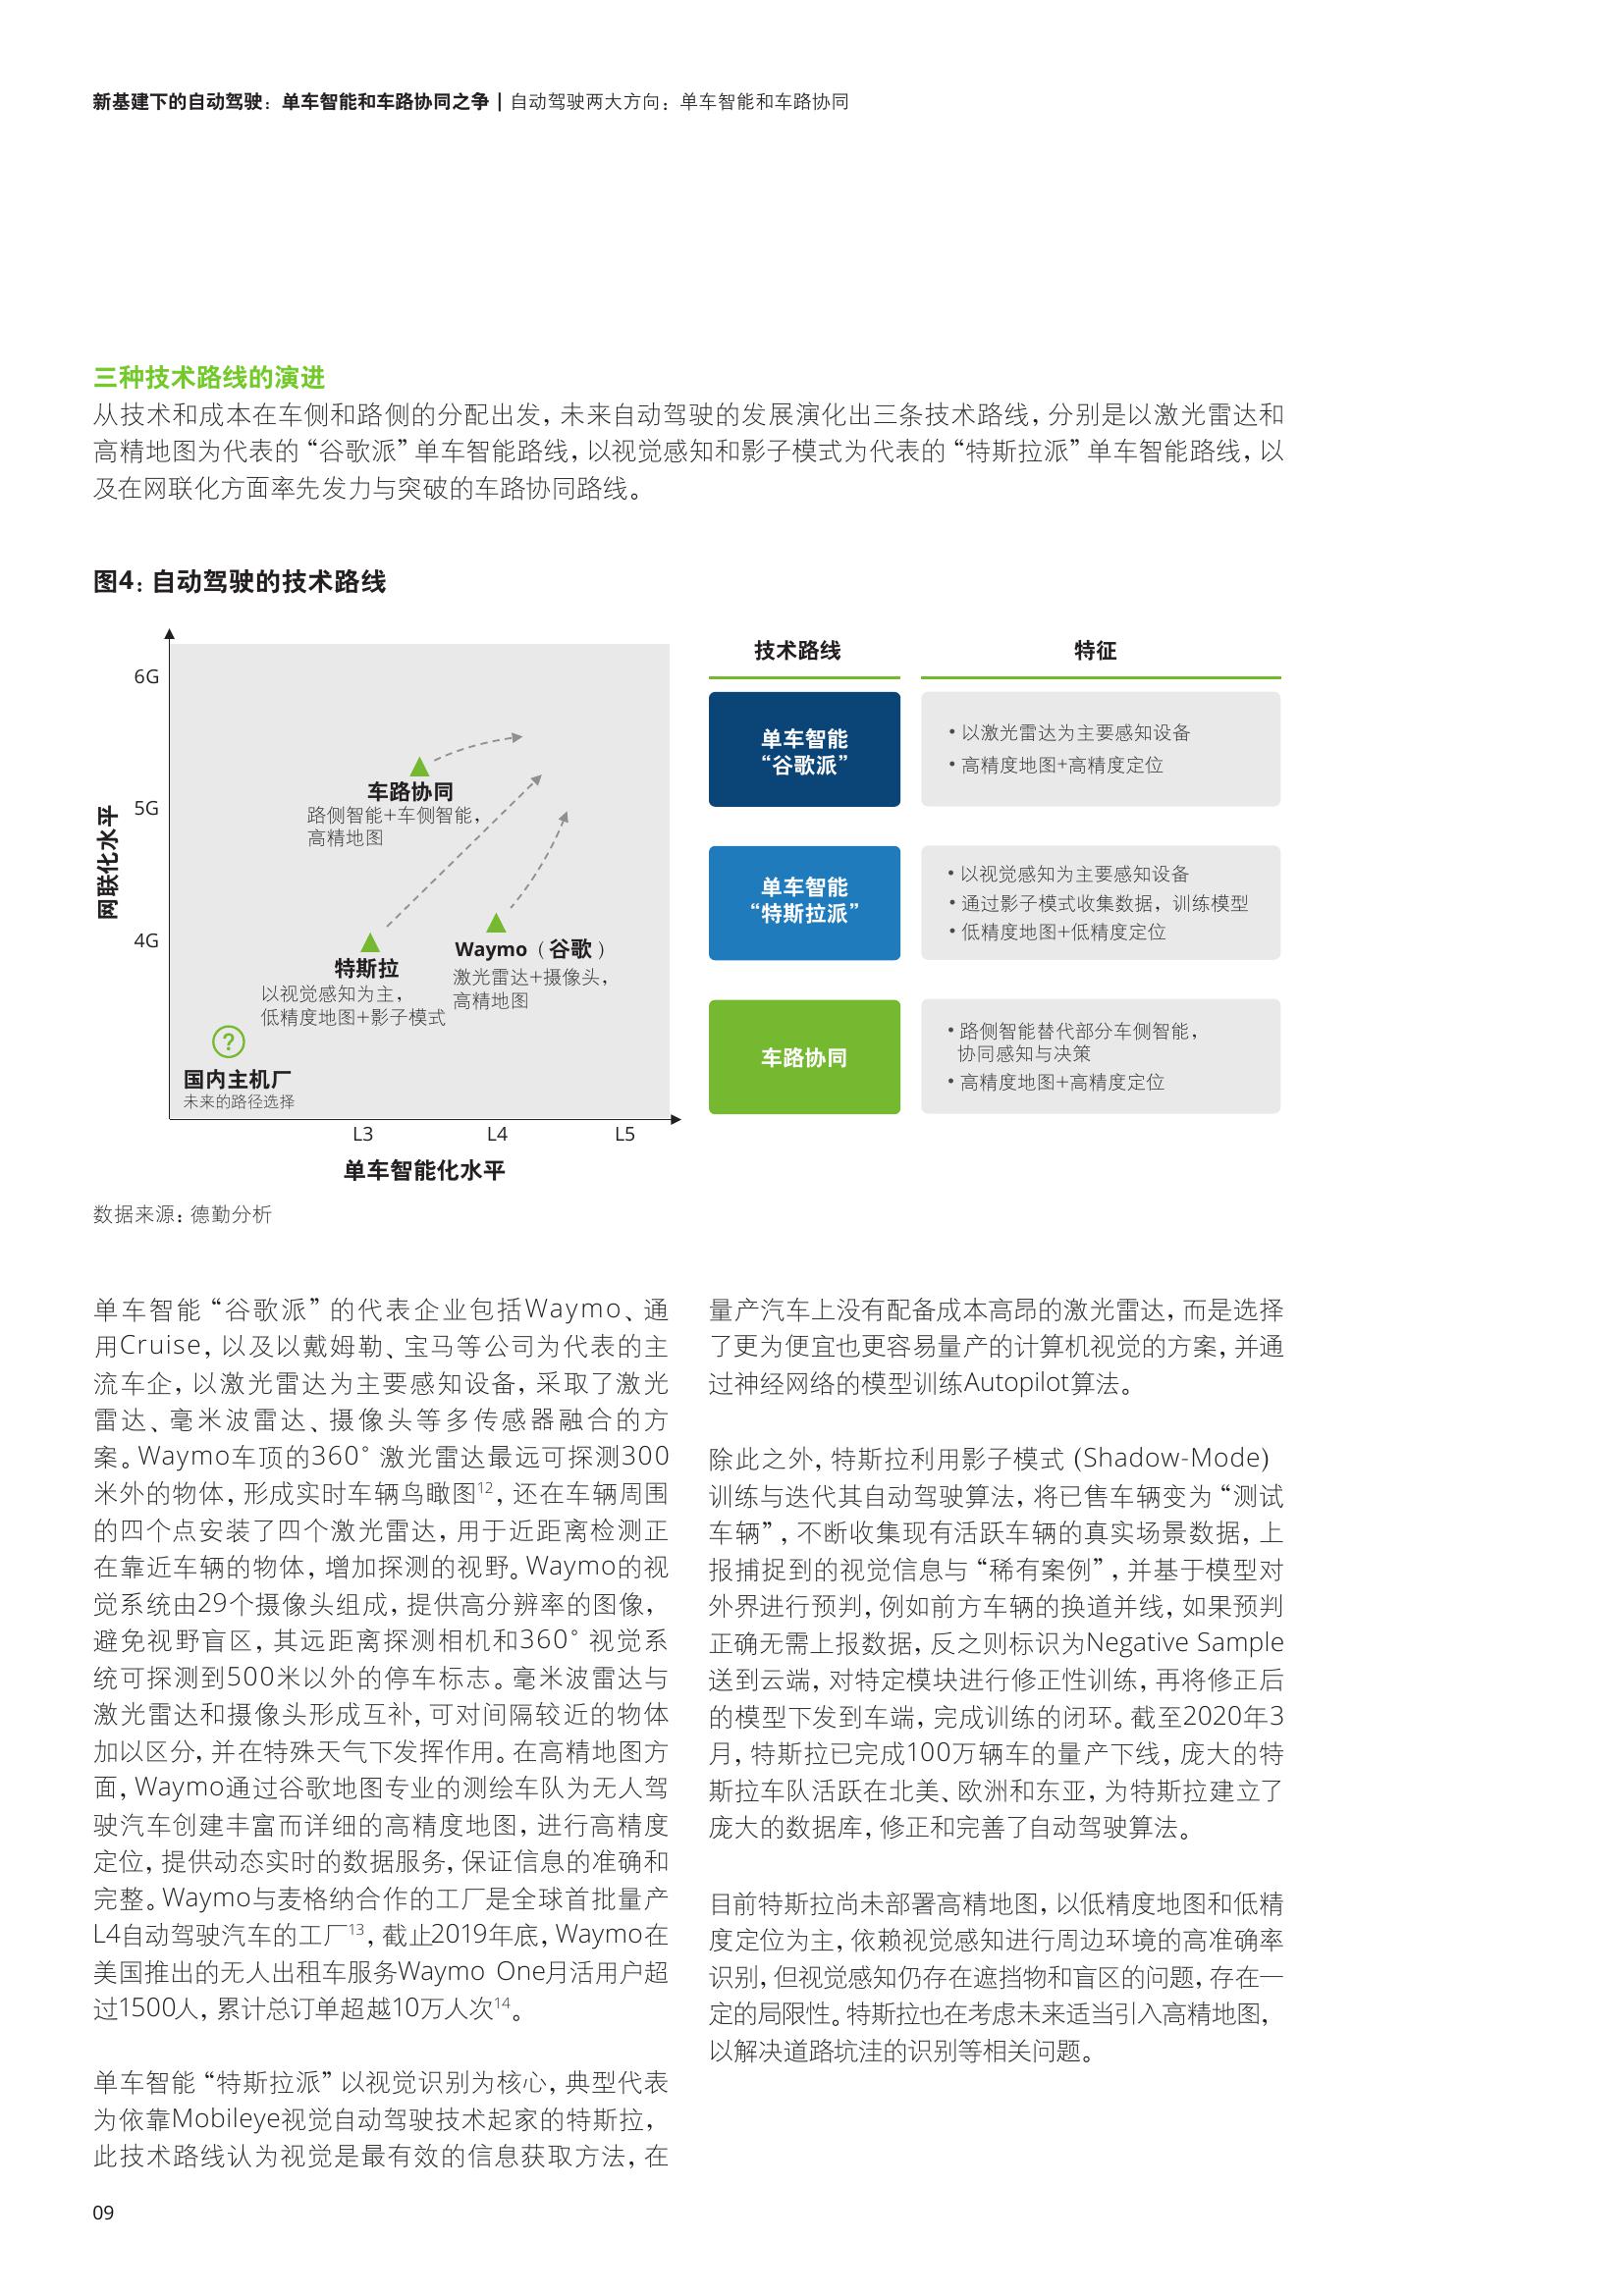 新基建下的自动驾驶：单车智能和车路协同之争 | 自动驾驶两大方向：单车智能和车路协同
三种技术路线的演进
从技术和成本在车侧和路侧的分配出发，未来自动驾驶的发展演化出三条技术路线，分别是以激光雷达和
高精地图为代表的“谷歌派”单车智能路线，以视觉感知和影子模式为代表的“特斯拉派”单车智能路线，以
及在网联化方面率先发力与突破的车路协同路线。
图4：自动驾驶的技术路线
网联化水平
6G
5G
4G
车路协同
路侧智能+车侧智能，
高精地图
特斯拉
以视觉感知为主，
低精度地图+影子模式
Waymo（谷歌）
激光雷达+摄像头，
高精地图
?
国内主机厂
未来的路径选择
L3
L4
L5
单车智能化水平
技术路线
特征
单车智能
“谷歌派”
• 以激光雷达为主要感知设备
• 高精度地图+高精度定位
单车智能
“特斯拉派”
• 以视觉感知为主要感知设备
• 通过影子模式收集数据，训练模型
• 低精度地图+低精度定位
车路协同
• 路侧智能替代部分车侧智能，
协同感知与决策
• 高精度地图+高精度定位
数据来源：德勤分析
单车智能“谷歌派”的代表企业包括Waymo、通
用Cruise，以及以戴姆勒、宝马等公司为代表的主
流车企，以激光雷达为主要感知设备，采取了激光
雷达、毫米波雷达、摄像头等多传感器融合的方
案。Waymo车顶的360°激光雷达最远可探测300
米外的物体，形成实时车辆鸟瞰图12，还在车辆周围
的四个点安装了四个激光雷达，用于近距离检测正
在靠近车辆的物体，增加探测的视野。Waymo的视
觉系统由29个摄像头组成，提供高分辨率的图像，
避免视野盲区，其远距离探测相机和360°视觉系
统可探测到500米以外的停车标志。毫米波雷达与
激光雷达和摄像头形成互补，可对间隔较近的物体
加以区分，并在特殊天气下发挥作用。在高精地图方
面，Waymo通过谷歌地图专业的测绘车队为无人驾
驶汽车创建丰富而详细的高精度地图，进行高精度
定位，提供动态实时的数据服务，保证信息的准确和
完整。Waymo与麦格纳合作的工厂是全球首批量产
L4自动驾驶汽车的工厂13，截止2019年底，Waymo在
美国推出的无人出租车服务Waymo One月活用户超
过1500人，累计总订单超越10万人次14。
单车智能“特斯拉派”以视觉识别为核心，典型代表
为依靠Mobileye视觉自动驾驶技术起家的特斯拉，
此技术路线认为视觉是最有效的信息获取方法，在
量产汽车上没有配备成本高昂的激光雷达，而是选择
了更为便宜也更容易量产的计算机视觉的方案，并通
过神经网络的模型训练Autopilot算法。
除此之外，特斯拉利用影子模式 (Shadow-Mode)
训练与迭代其自动驾驶算法，将已售车辆变为“测试
车辆”，不断收集现有活跃车辆的真实场景数据，上
报捕捉到的视觉信息与“稀有案例”，并基于模型对
外界进行预判，例如前方车辆的换道并线，如果预判
正确无需上报数据，反之则标识为Negative Sample
送到云端，对特定模块进行修正性训练，再将修正后
的模型下发到车端，完成训练的闭环。截至2020年3
月，特斯拉已完成100万辆车的量产下线，庞大的特
斯拉车队活跃在北美、欧洲和东亚，为特斯拉建立了
庞大的数据库，修正和完善了自动驾驶算法。
目前特斯拉尚未部署高精地图，以低精度地图和低精
度定位为主，依赖视觉感知进行周边环境的高准确率
识别，但视觉感知仍存在遮挡物和盲区的问题，存在一
定的局限性。特斯拉也在考虑未来适当引入高精地图，
以解决道路坑洼的识别等相关问题。
09